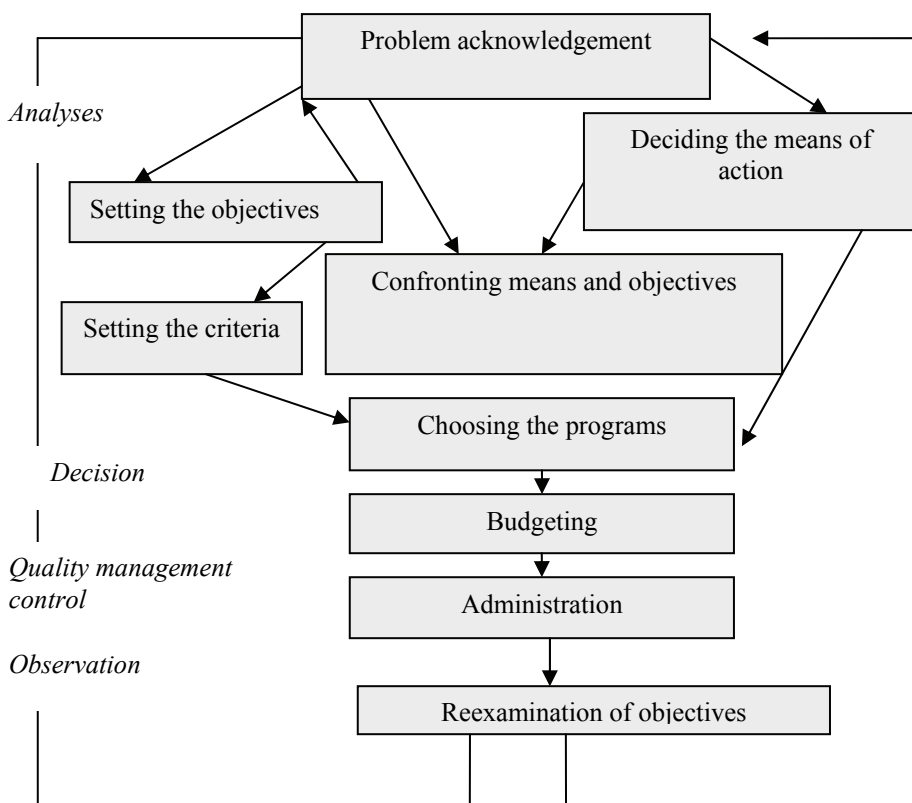 Problem acknowledgement
Analyses
Deciding the means of
action
Setting the objectives
Confronting means and objectives
Setting the criteria
Choosing the programs
Decision
Budgeting
Quality management
control
Administration
Observation
Reexamination of objectives